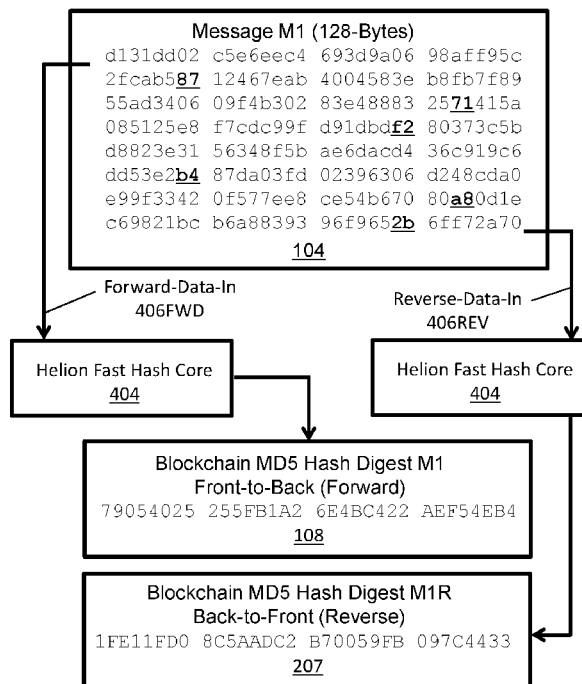 Message M1 (128-Bytes)
d131dd02 c5e6eec4 693d9a06 98aff95c
2fcab587 12467eab 4004583e b8fb7f89
55ad3406 09f4b302 83e48883 2571415a
085125e8 f7cdc99f d91dbdf2 80373c5b
d8823e31 56348f5b ae6dacd4 36c919c6
dd53e2b4 87da03fd 02396306 d248cda0
e99f3342 0f577ee8 ce54b670 80a80d1e
c69821bc b6a88393 96f9652b 6ff72a70
104
Forward-Data-In
406FWD
Reverse-Data-In
406REV
Helion Fast Hash Core
404
Helion Fast Hash Core
404
Blockchain MD5 Hash Digest M1
Front-to-Back (Forward)
79054025 255FB1A2 6E4BC422 AEF54EB4
108
Blockchain MD5 Hash Digest M1R
Back-to-Front (Reverse)
1FE11FD0 8C5AADC2 B70059FB 097C4433
207